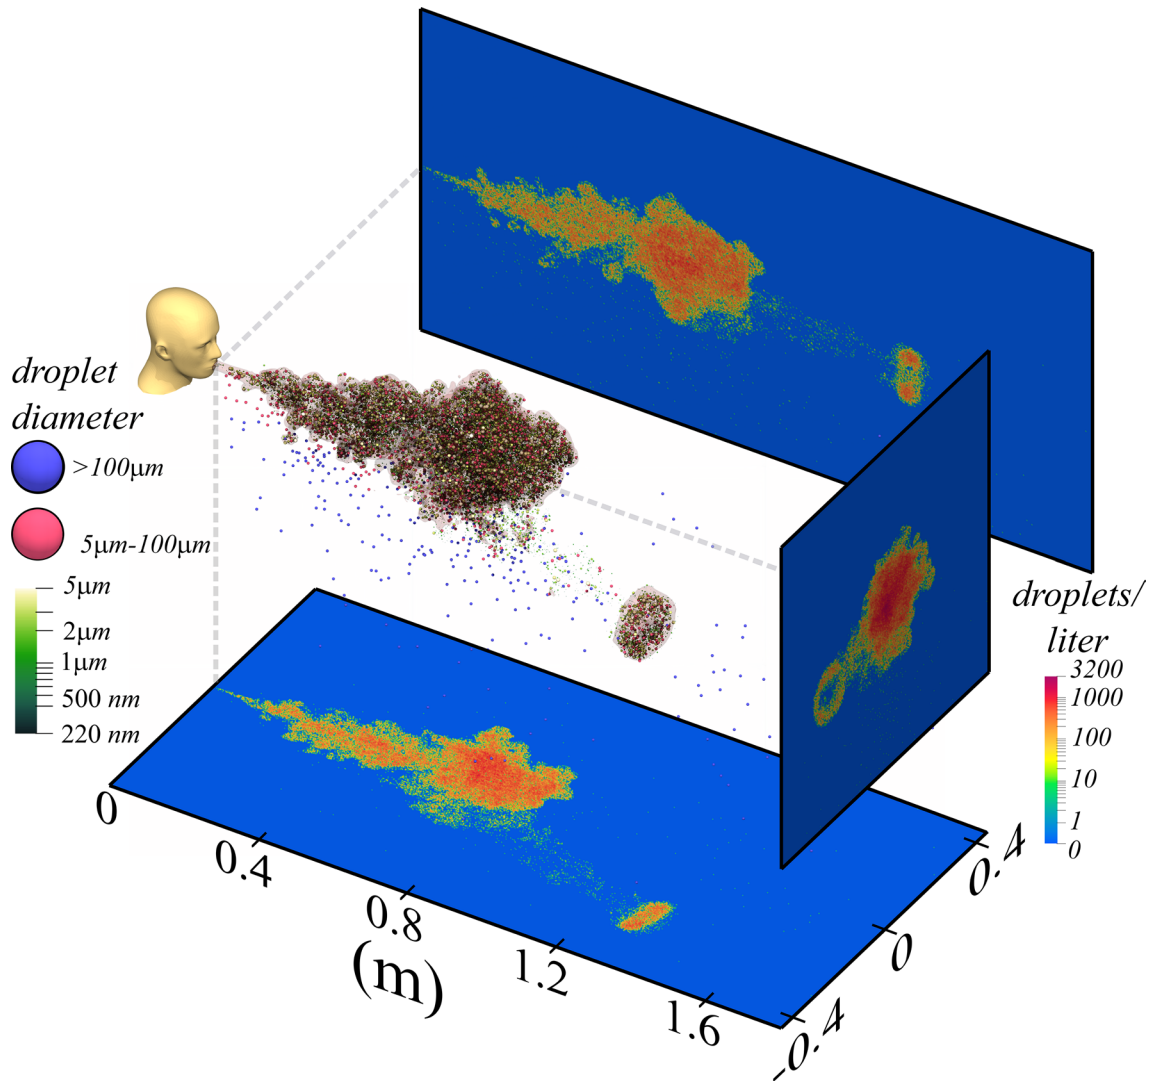 droplet
diameter
>100μm
5μm-100μm
5μm
2μm
1μm
500 nm
220 nm
droplets/
liter
3200
1000
100
10
1
0
0
0.4
0.8
1.2
1.6
(m)
-0.4
0
0.4